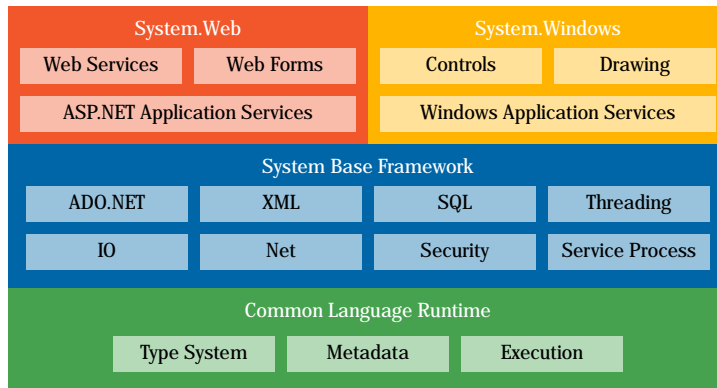 System.Web
Web Services Web Forms
ASP.NET Application Services
System.Windows
Controls Drawing
Windows Application Services
System Base Framework
ADO.NET XML SQL Threading
IO Net Security Service Process
Common Language Runtime
Type System Metadata Execution